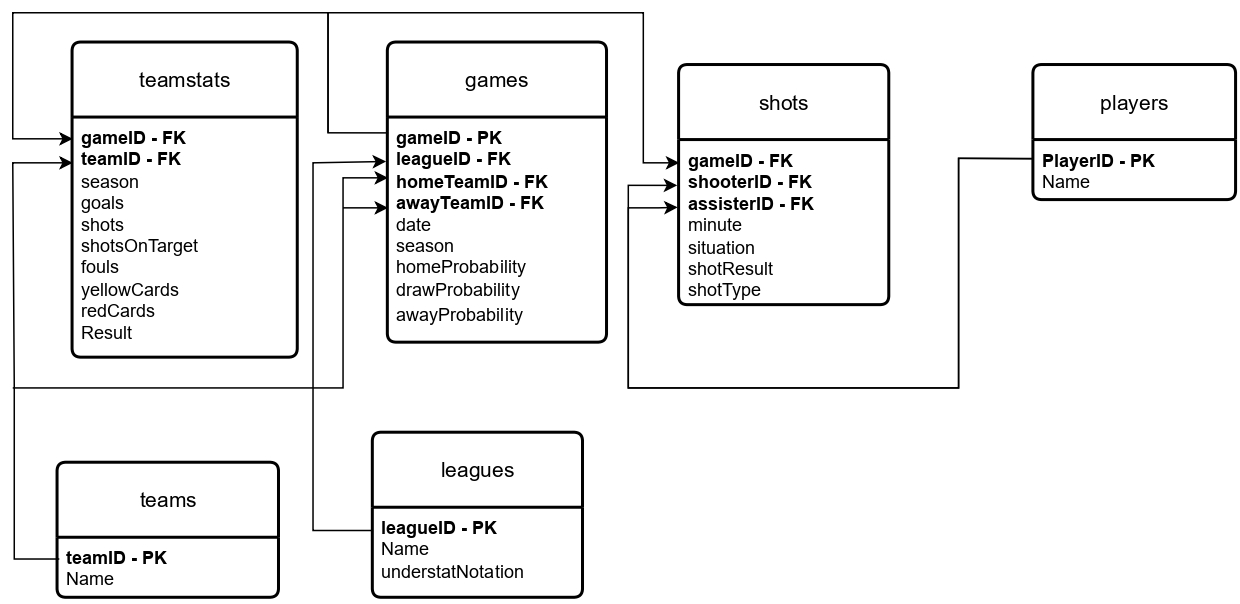 teamstats
gameID - FK
teamID - FK
season
goals
shots
shotsOnTarget
fouls
yellowCards
redCards
Result
games
gameID - PK
leagueID - FK
homeTeamID - FK
awayTeamID - FK
date
season
homeProbability
drawProbability
awayProbability
shots
gameID - FK
shooterID - FK
assisterID - FK
minute
situation
shotResult
shotType
players
PlayerID - PK
Name
teams
teamID - PK
Name
leagues
leagueID - PK
Name
understatNotation